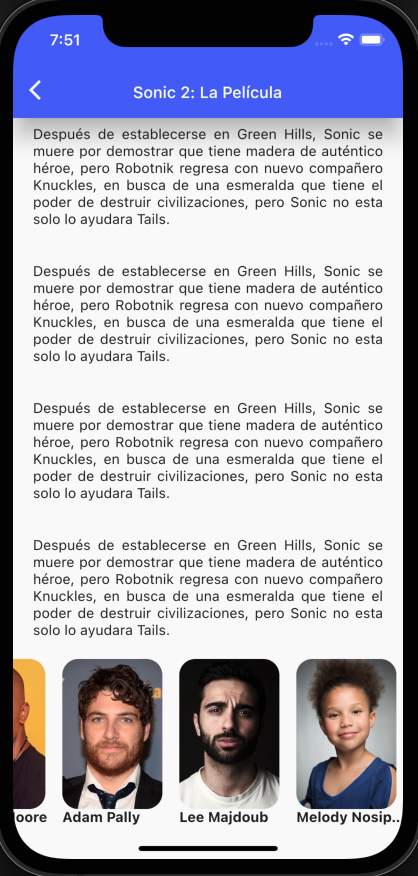 7:51
Sonic 2: La Película
Después de establecerse en Green Hills, Sonic se
muere por demostrar que tiene madera de auténtico
héroe, pero Robotnik regresa con nuevo compañero
Knuckles, en busca de una esmeralda que tiene el
poder de destruir civilizaciones, pero Sonic no esta
solo lo ayudara Tails.
Después de establecerse en Green Hills, Sonic se
muere por demostrar que tiene madera de auténtico
héroe, pero Robotnik regresa con nuevo compañero
Knuckles, en busca de una esmeralda que tiene el
poder de destruir civilizaciones, pero Sonic no esta
solo lo ayudara Tails.
Después de establecerse en Green Hills, Sonic se
muere por demostrar que tiene madera de auténtico
héroe, pero Robotnik regresa con nuevo compañero
Knuckles, en busca de una esmeralda que tiene el
poder de destruir civilizaciones, pero Sonic no esta
solo lo ayudara Tails.
Después de establecerse en Green Hills, Sonic se
muere por demostrar que tiene madera de auténtico
héroe, pero Robotnik regresa con nuevo compañero
Knuckles, en busca de una esmeralda que tiene el
poder de destruir civilizaciones, pero Sonic no esta
solo lo ayudara Tails.
oore Adam Pally Lee Majdoub Melody Nosip...